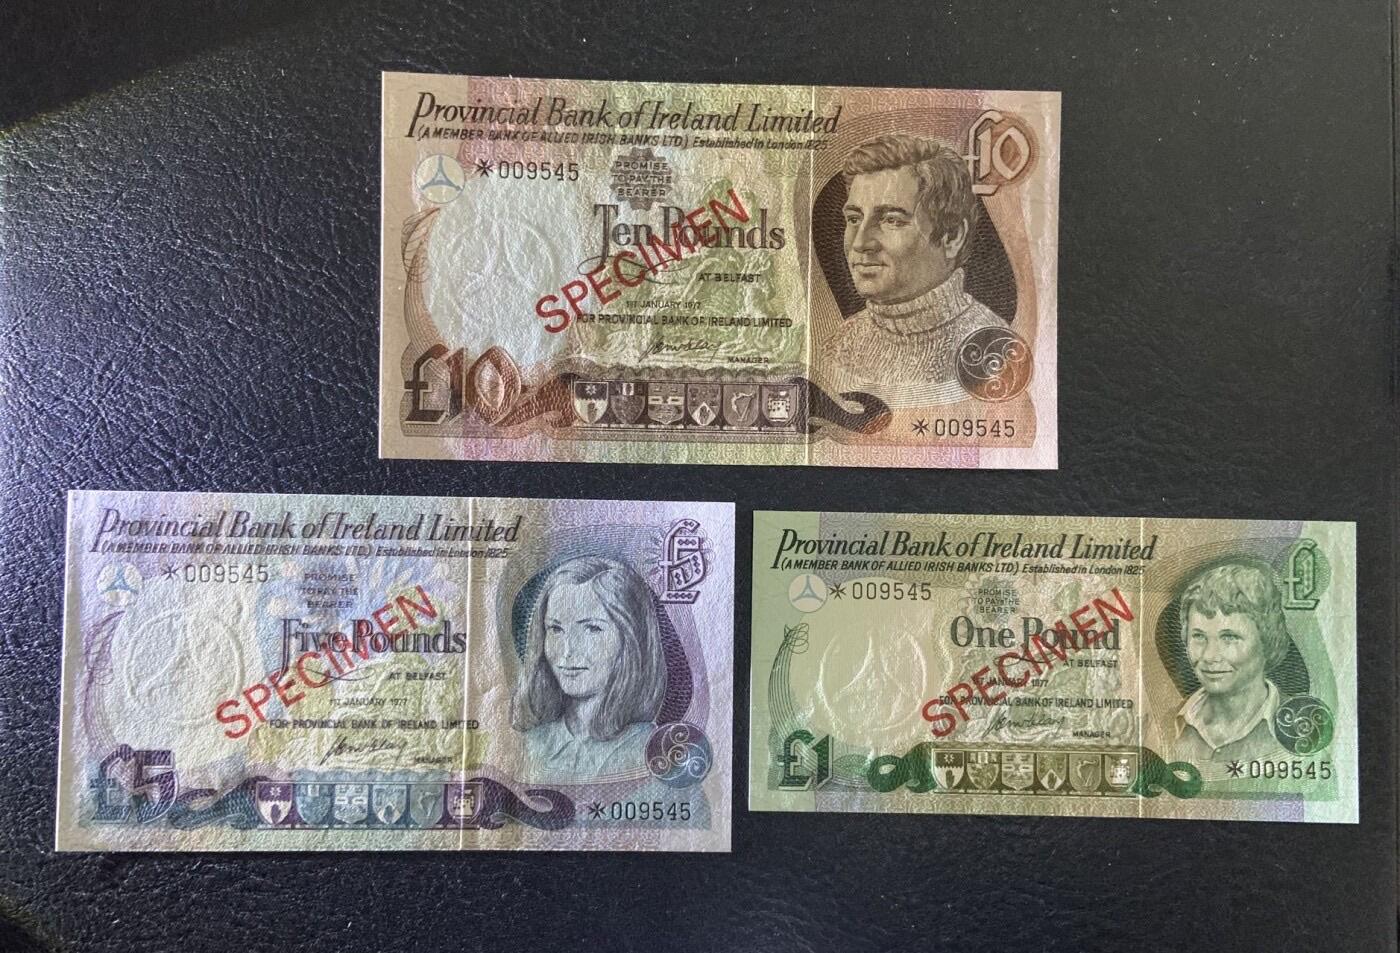 Provincial Bank of Ireland Limited
(A MEMBER BANK OF ALLIED IRISH BANKS LTD.) Established in London 1825
*009545
PROMISE
TO PAY THE
BEARER
£10
Ten Pounds
SPECIMEN
AT BELFAST
1ST JANUARY 1977
FOR PROVINCIAL BANK OF IRELAND LIMITED
MANAGER
£10
*009545
Provincial Bank of Ireland Limited
(A MEMBER BANK OF ALLIED IRISH BANKS LTD.) Established in London 1825
*009545
PROMISE
TO PAY THE
BEARER
£5
Five Pounds
SPECIMEN
AT BELFAST
1ST JANUARY 1977
FOR PROVINCIAL BANK OF IRELAND LIMITED
MANAGER
£5
*009545
Provincial Bank of Ireland Limited
(A MEMBER BANK OF ALLIED IRISH BANKS LTD.) Established in London 1825
*009545
PROMISE
TO PAY THE
BEARER
£1
One Pound
SPECIMEN
AT BELFAST
1ST JANUARY 1977
FOR PROVINCIAL BANK OF IRELAND LIMITED
MANAGER
£1
*009545